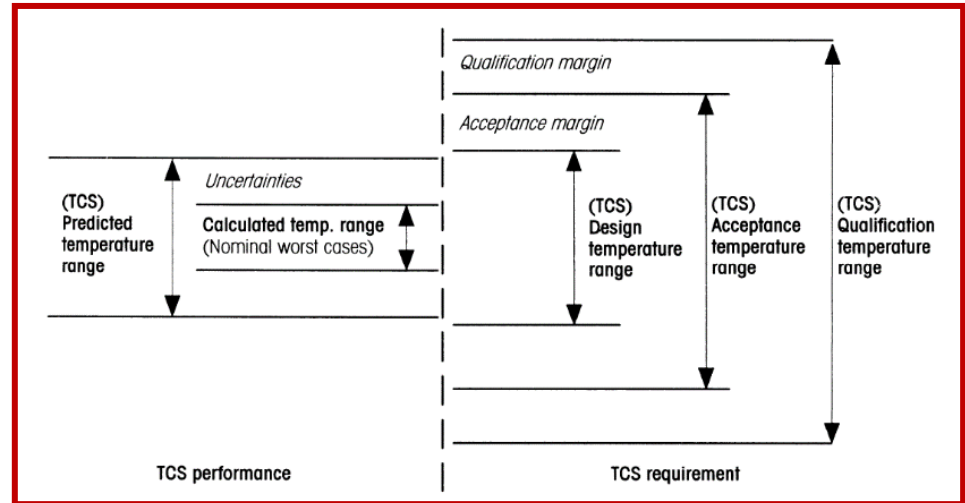 Qualification margin
Acceptance margin
Uncertainties
(TCS)
Predicted
temperature
range
Calculated temp. range
(Nominal worst cases)
(TCS)
Design
temperature
range
(TCS)
Acceptance
temperature
range
(TCS)
Qualification
temperature
range
TCS performance
TCS requirement